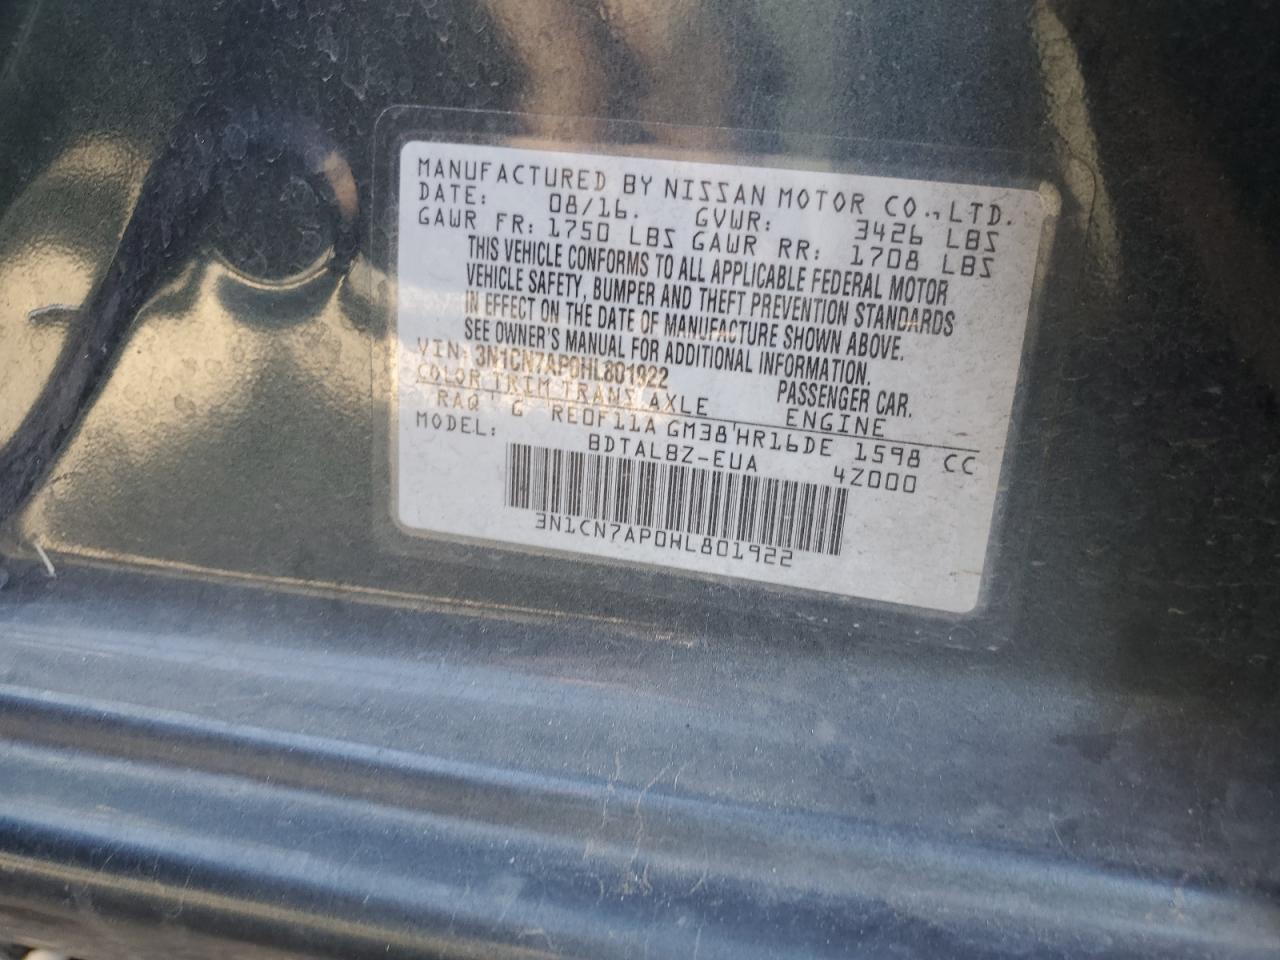 MANUFACTURED BY NISSAN MOTOR CO., LTD.
DATE: 08/16. GVWR: 3426 LBS
GAWR FR: 1750 LBS GAWR RR: 1708 LBS
THIS VEHICLE CONFORMS TO ALL APPLICABLE FEDERAL MOTOR
VEHICLE SAFETY, BUMPER AND THEFT PREVENTION STANDARDS
IN EFFECT ON THE DATE OF MANUFACTURE SHOWN ABOVE.
SEE OWNER'S MANUAL FOR ADDITIONAL INFORMATION.
VIN: 3N1CN7AP0HL801922 PASSENGER CAR.
COLOR TRIM TRANS AXLE ENGINE
RAQ G RE0F11A GM38 HR16DE 1598 CC
MODEL: BDTALBZ-EUA 4Z000
3N1CN7AP0HL801922